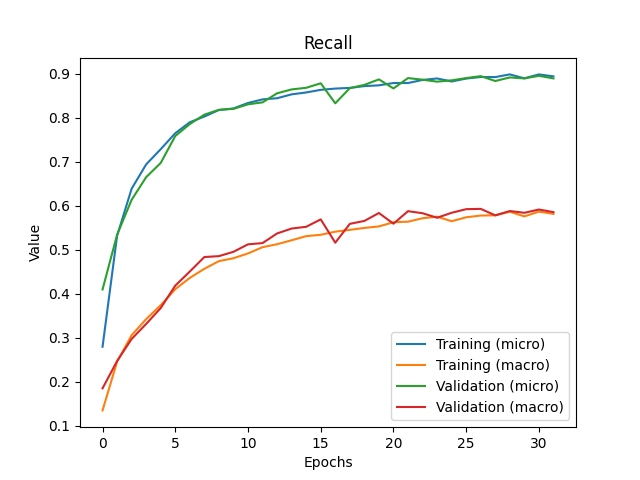 Recall
Value
0.9
0.8
0.7
0.6
0.5
0.4
0.3
0.2
0.1
Training (micro)
Training (macro)
Validation (micro)
Validation (macro)
0 5 10 15 20 25 30
Epochs